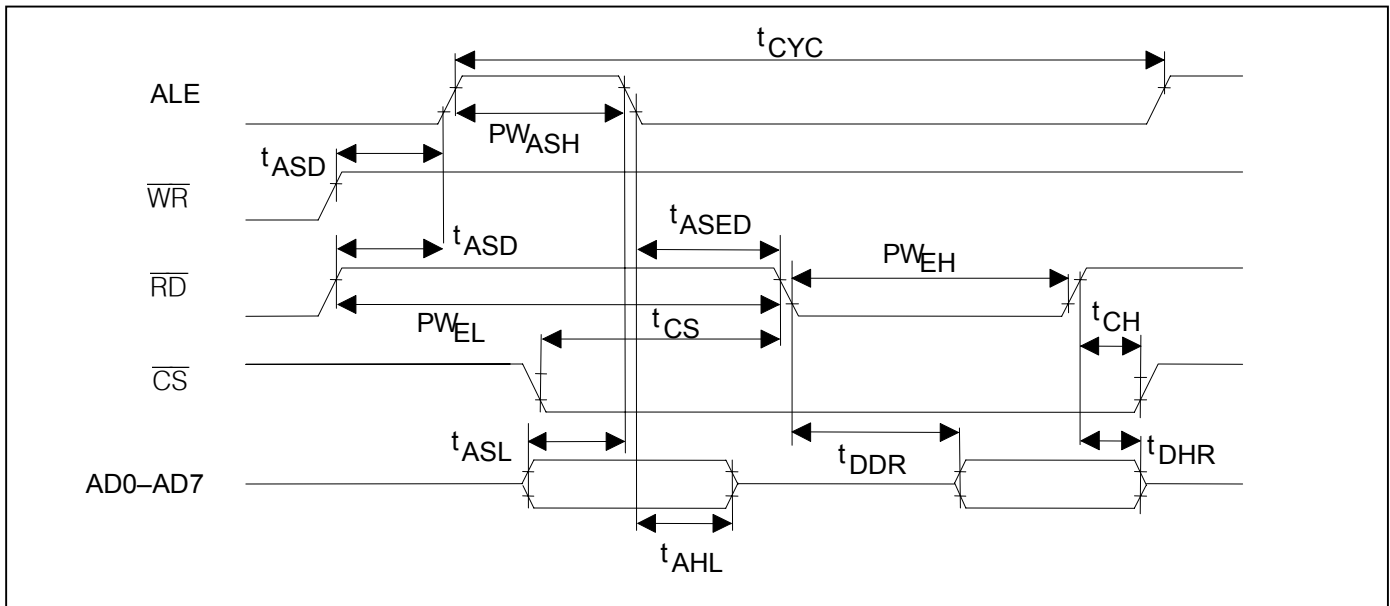 tCYC
ALE
PWASH
tASD
WR
tASED
tASD
PWEH
RD
PWEL
tCS
tCH
CS
tASL
tDDR
tDHR
AD0–AD7
tAHL